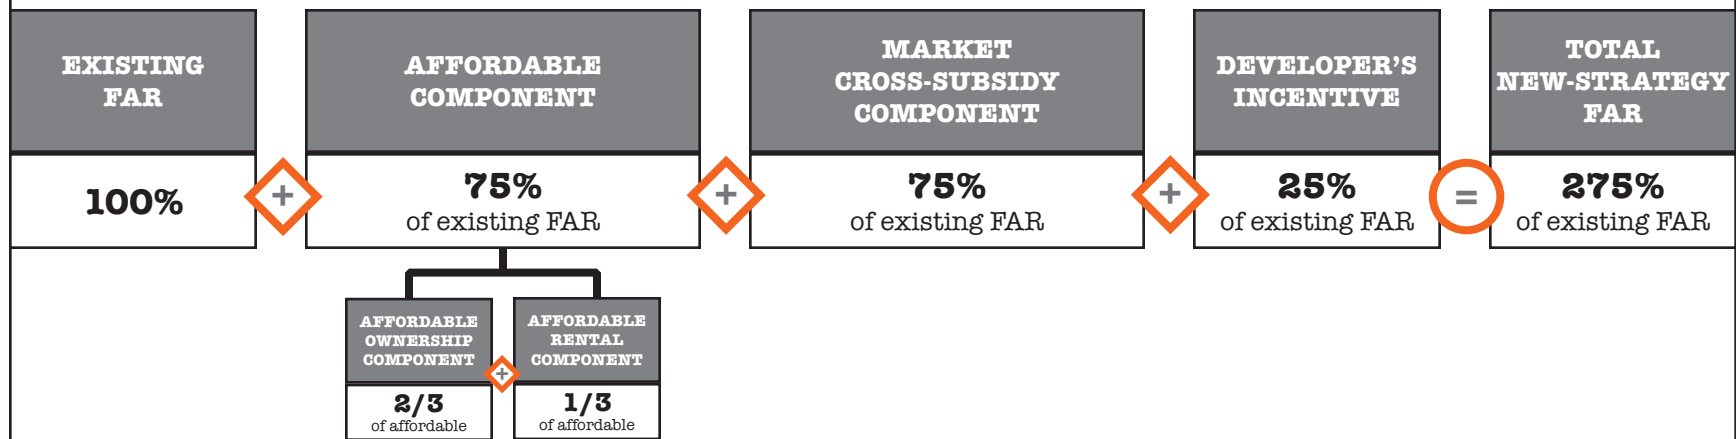 EXISTING
FAR
100%
+
AFFORDABLE
COMPONENT
75%
of existing FAR
+
MARKET
CROSS-SUBSIDY
COMPONENT
75%
of existing FAR
+
DEVELOPER’S
INCENTIVE
25%
of existing FAR
=
TOTAL
NEW-STRATEGY
FAR
275%
of existing FAR
AFFORDABLE
OWNERSHIP
COMPONENT
2/3
of affordable
+
AFFORDABLE
RENTAL
COMPONENT
1/3
of affordable